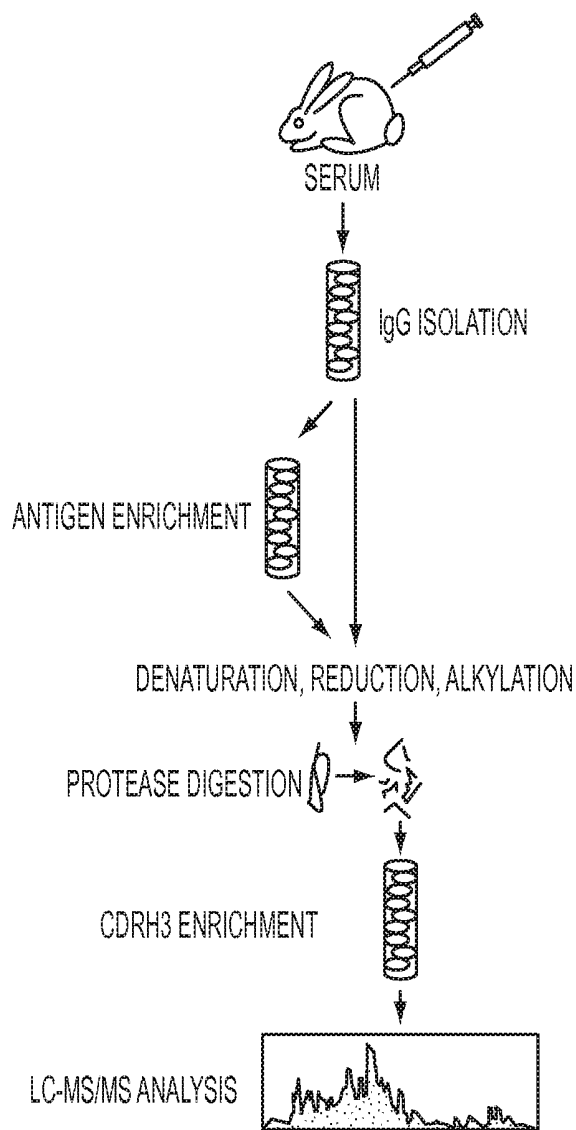 SERUM
IgG ISOLATION
ANTIGEN ENRICHMENT
DENATURATION, REDUCTION, ALKYLATION
PROTEASE DIGESTION
CDRH3 ENRICHMENT
LC-MS/MS ANALYSIS